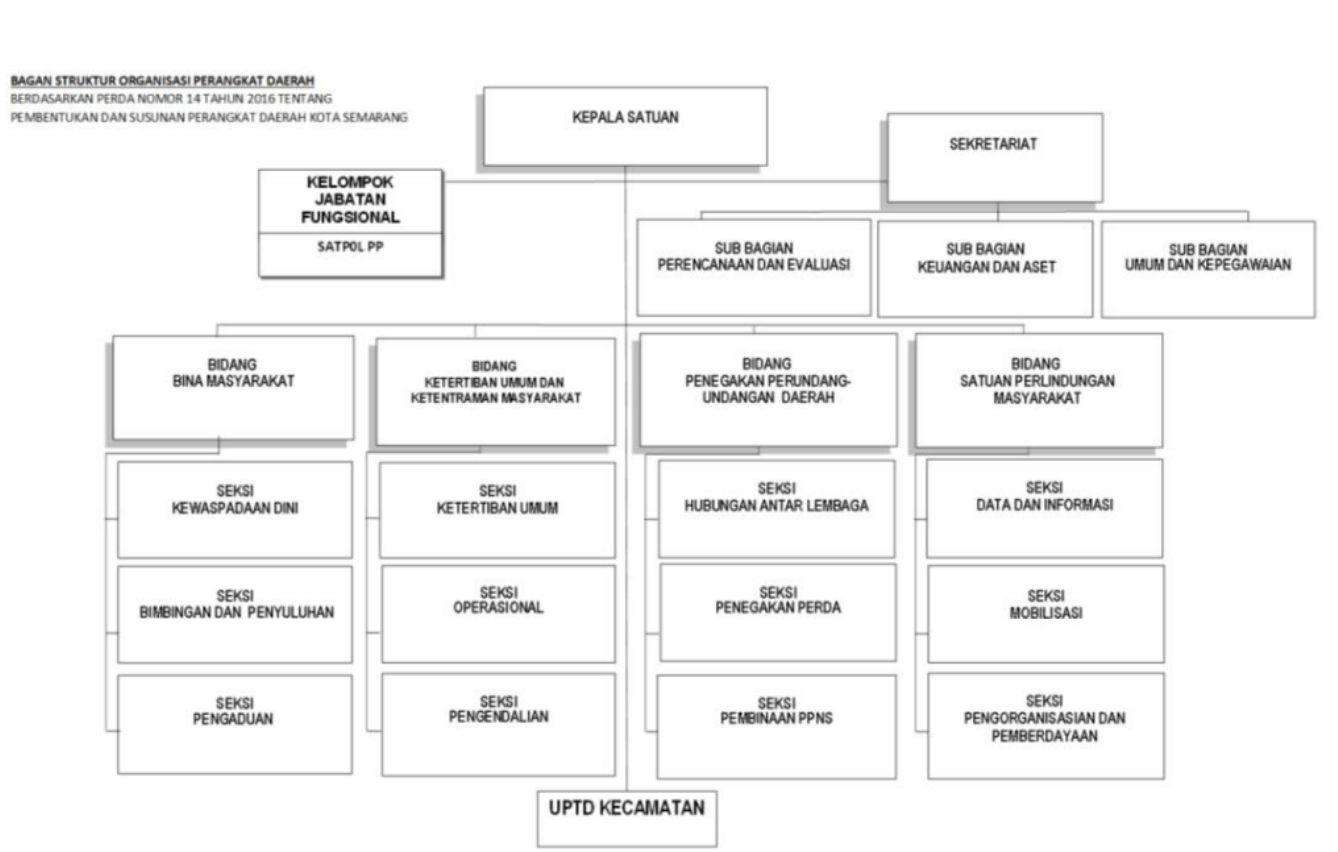 BAGAN STRUKTUR ORGANISASI PERANGKAT DAERAH
BERDASARKAN PERDA NOMOR 14 TAHUN 2016 TENTANG
PEMBENTUKAN DAN SUSUNAN PERANGKAT DAERAH KOTA SEMARANG
KEPALA SATUAN
SEKRETARIAT
KELOMPOK
JABATAN
FUNGSIONAL
SATPOL PP
SUB BAGIAN
PERENCANAAN DAN EVALUASI
SUB BAGIAN
KEUANGAN DAN ASET
SUB BAGIAN
UMUM DAN KEPEGAWAIAN
BIDANG
BINA MASYARAKAT
BIDANG
KETERTIBAN UMUM DAN
KETENTRAMAN MASYARAKAT
BIDANG
PENEGAKAN PERUNDANG-
UNDANGAN DAERAH
BIDANG
SATUAN PERLINDUNGAN
MASYARAKAT
SEKSI
KEWASPADAAN DINI
SEKSI
KETERTIBAN UMUM
SEKSI
HUBUNGAN ANTAR LEMBAGA
SEKSI
DATA DAN INFORMASI
SEKSI
BIMBINGAN DAN PENYULUHAN
SEKSI
OPERASIONAL
SEKSI
PENEGAKAN PERDA
SEKSI
MOBILISASI
SEKSI
PENGADUAN
SEKSI
PENGENDALIAN
SEKSI
PEMBINAAN PPNS
SEKSI
PENGORGANISASIAN DAN
PEMBERDAYAAN
UPTD KECAMATAN